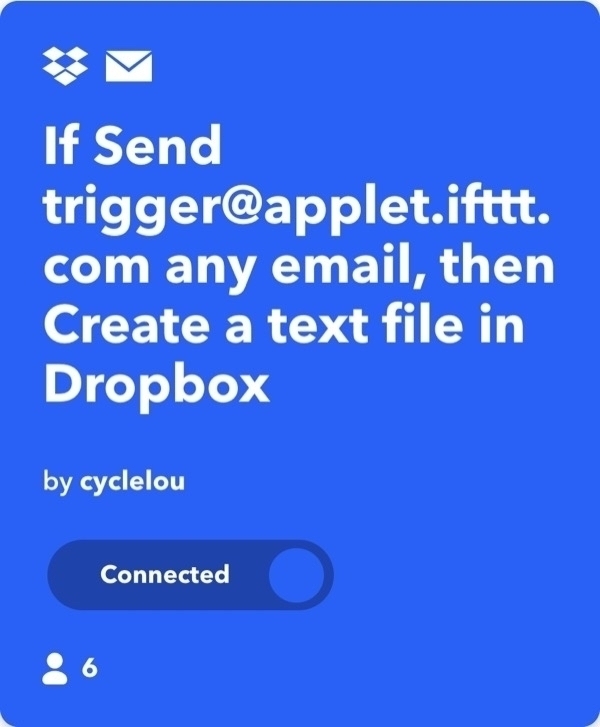 If Send
trigger@applet.ifttt.
com any email, then
Create a text file in
Dropbox
by cyclelou
Connected
6